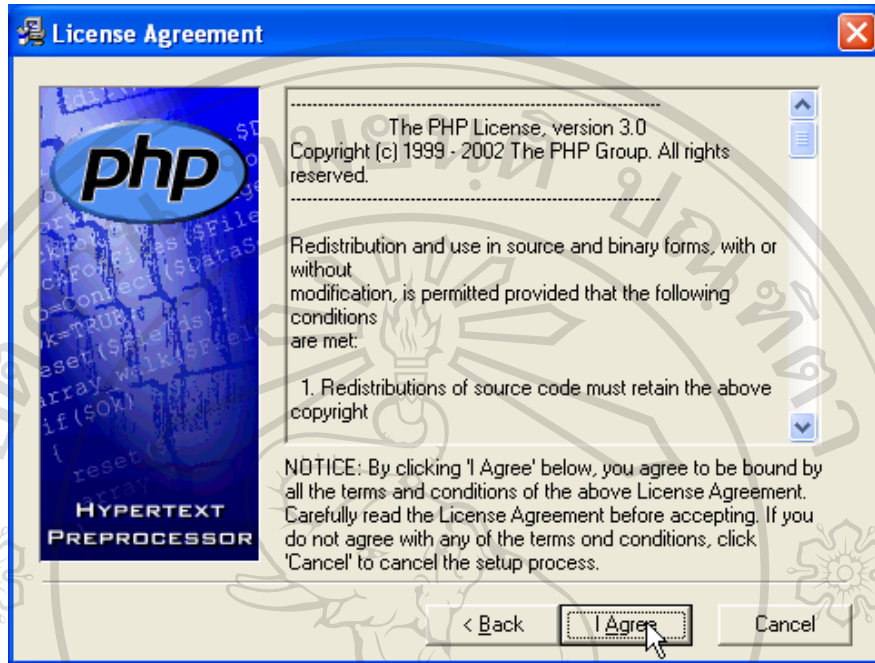 License Agreement
php
HYPERTEXT
PREPROCESSOR
The PHP License, version 3.0
Copyright (c) 1999 - 2002 The PHP Group. All rights
reserved.
Redistribution and use in source and binary forms, with or
without
modification, is permitted provided that the following
conditions
are met:
1. Redistributions of source code must retain the above
copyright
NOTICE: By clicking 'I Agree' below, you agree to be bound by
all the terms and conditions of the above License Agreement.
Carefully read the License Agreement before accepting. If you
do not agree with any of the terms ond conditions, click
'Cancel' to cancel the setup process.
< Back
I Agree
Cancel